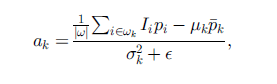 a_k = \frac{\frac{1}{|\omega|} \sum_{i \in \omega_k} I_i p_i - \mu_k \bar{p}_k}{\sigma_k^2 + \epsilon},